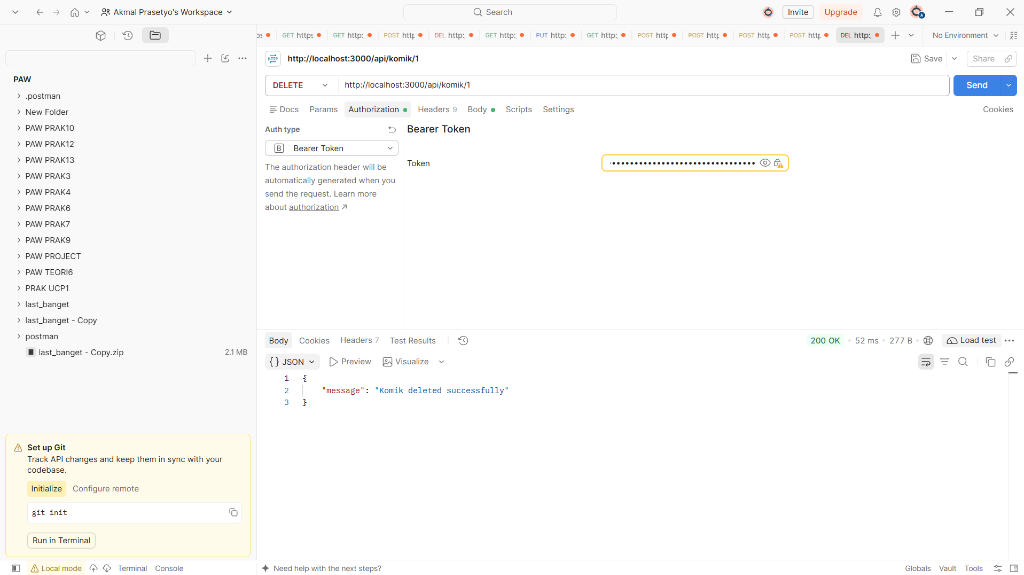 Akmal Prasetyo's Workspace
Search
Invite
Upgrade
GET https
GET http:
POST http
DEL http:
GET http:
PUT http:
GET http:
POST http
POST http
POST http
POST http
DEL http:
No Environment
http://localhost:3000/api/komik/1
Save
Share
DELETE
http://localhost:3000/api/komik/1
Send
Docs
Params
Authorization
Headers 9
Body
Scripts
Settings
Cookies
Auth type
Bearer Token
The authorization header will be
automatically generated when you
send the request. Learn more
about authorization ↗
Bearer Token
Token
PAW
.postman
New Folder
PAW PRAK10
PAW PRAK12
PAW PRAK13
PAW PRAK3
PAW PRAK4
PAW PRAK6
PAW PRAK7
PAW PRAK9
PAW PROJECT
PAW TEORI6
PRAK UCP1
last_banget
last_banget - Copy
postman
last_banget - Copy.zip
2.1 MB
Set up Git
Track API changes and keep them in sync with your
codebase.
Initialize
Configure remote
git init
Run in Terminal
Body
Cookies
Headers 7
Test Results
200 OK
52 ms
277 B
Load test
{} JSON
Preview
Visualize
1 {
2 "message": "Komik deleted successfully"
3 }
Local mode
Terminal
Console
Need help with the next steps?
Globals
Vault
Tools